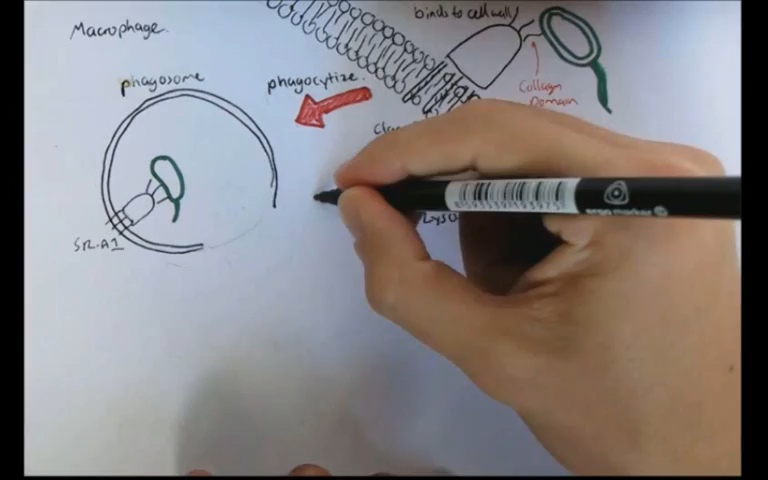 binds to cell wall
Macrophage.
phagosome
phagocytize.
Collagen
Domain
SR-A1